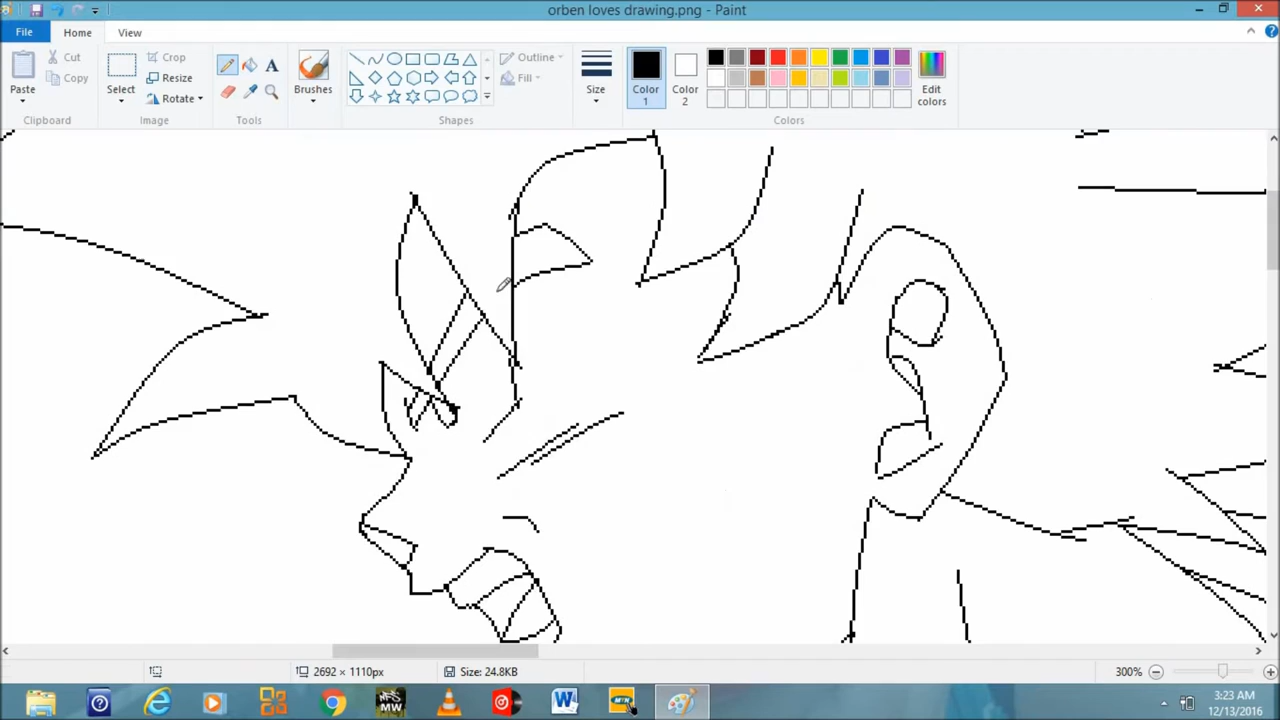 orben loves drawing.png - Paint
File
Home
View
Paste
Cut
Copy
Clipboard
Select
Crop
Resize
Rotate
Image
A
Tools
Brushes
Outline
Fill
Shapes
Size
Color
1
Color
2
Edit
colors
Colors
2692 × 1110px
Size: 24.8KB
300%
MW
W
MTN
3:23 AM
12/13/2016